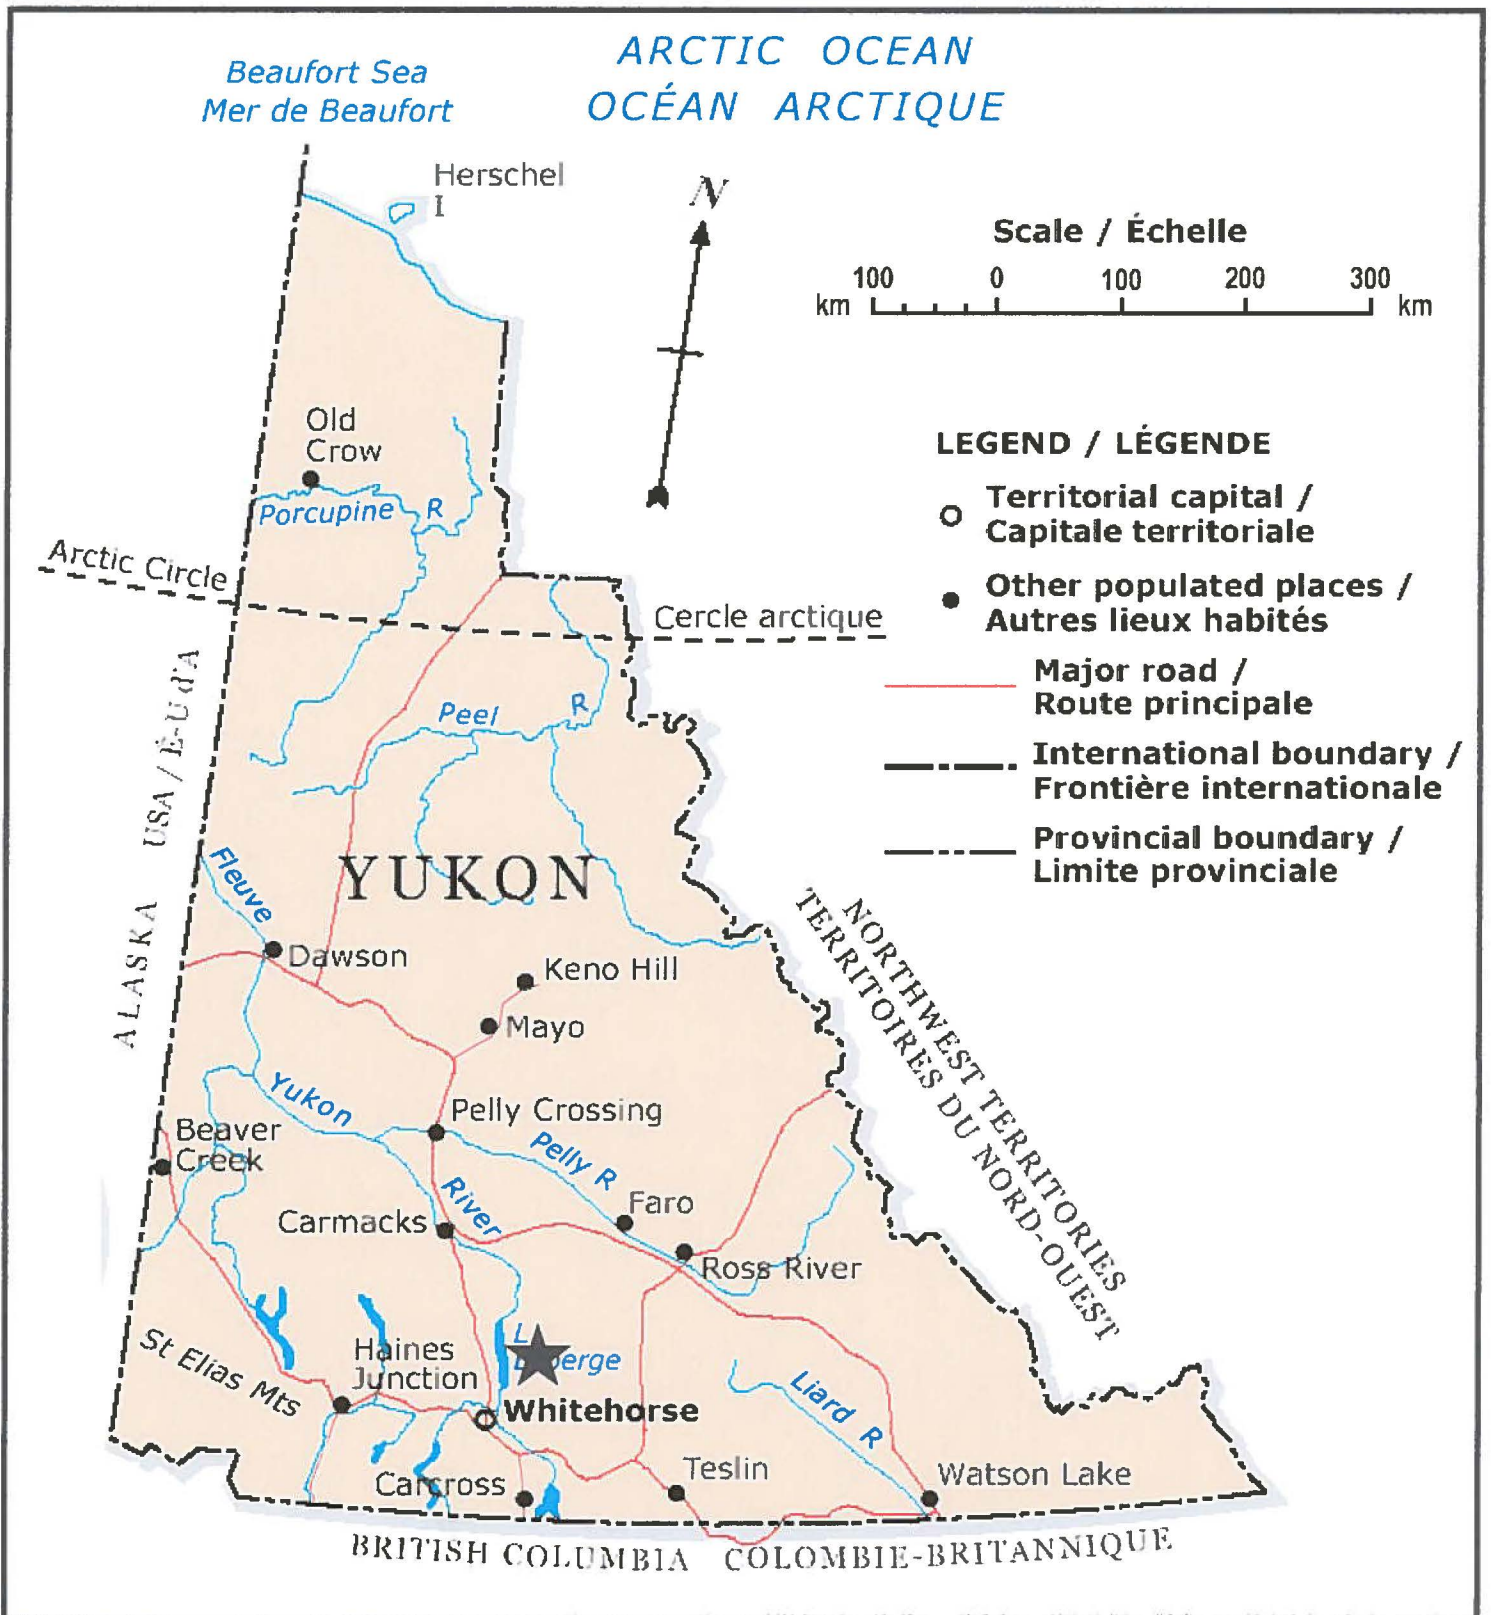 ARCTIC OCEAN
OCÉAN ARCTIQUE
Beaufort Sea
Mer de Beaufort
Herschel
I
N
Scale / Échelle
100 0 100 200 300
km km
LEGEND / LÉGENDE
Territorial capital /
Capitale territoriale
Other populated places /
Autres lieux habités
Major road /
Route principale
International boundary /
Frontière internationale
Provincial boundary /
Limite provinciale
Old
Crow
Porcupine R
Arctic Circle
Cercle arctique
ALASKA USA / É-U d'A
Peel R
YUKON
Fleuve
Dawson
Keno Hill
Mayo
NORTHWEST TERRITORIES
TERRITOIRES DU NORD-OUEST
Yukon
Pelly Crossing
Beaver
Creek
Pelly R
River
Faro
Carmacks
Ross River
St Elias Mts
Haines
Junction
L
erge
Whitehorse
Liard R
Carcross
Teslin
Watson Lake
BRITISH COLUMBIA COLOMBIE-BRITANNIQUE